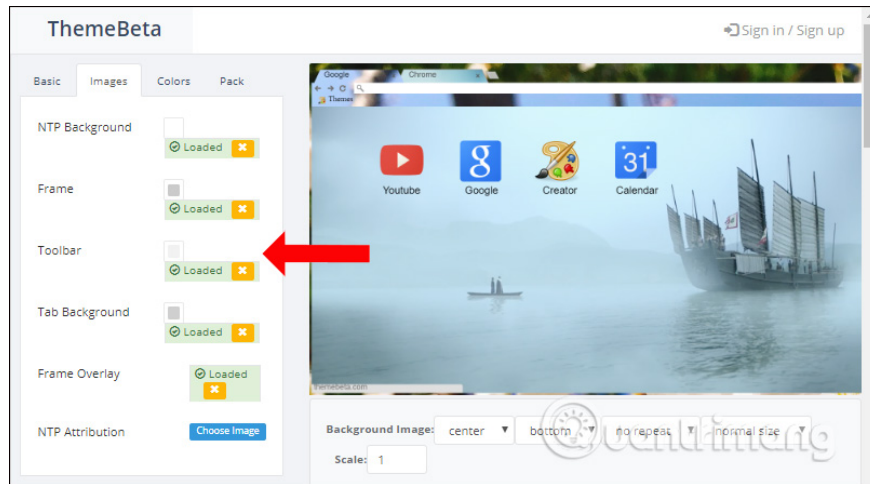 ThemeBeta
Sign in / Sign up
Basic Images Colors Pack
NTP Background
Loaded
Frame
Loaded
Toolbar
Loaded
Tab Background
Loaded
Frame Overlay
Loaded
NTP Attribution
Choose Image
Google Chrome
Themes
Youtube Google Creator Calendar
themebeta.com
Background Image: center bottom no repeat normal size
Scale: 1
quantrimang